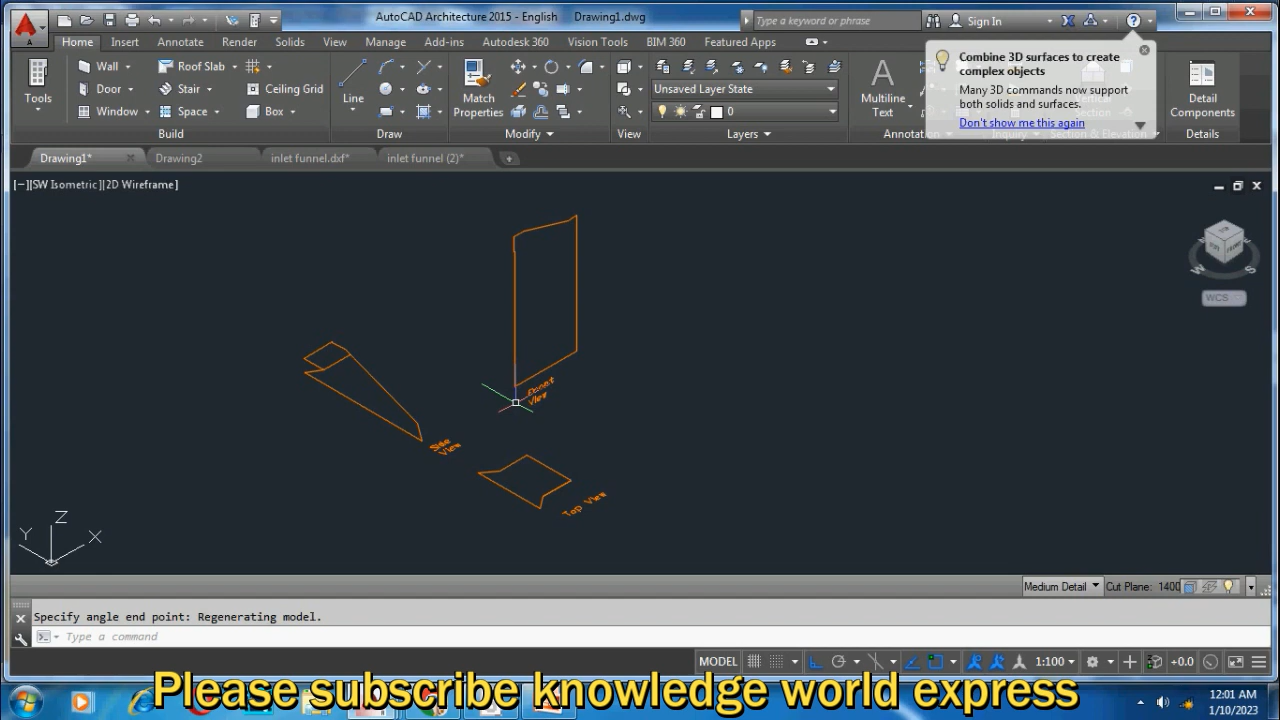 AutoCAD Architecture 2015 - English Drawing1.dwg
Type a keyword or phrase
Sign In
Home Insert Annotate Render Solids View Manage Add-ins Autodesk 360 Vision Tools BIM 360 Featured Apps
Tools
Wall
Roof Slab
Door
Stair
Ceiling Grid
Window
Space
Box
Build
Line
Draw
Match
Properties
Modify
View
Unsaved Layer State
0
Layers
Multiline
Text
Annotation
Inquiry
Section & Elevation
Detail
Components
Details
Combine 3D surfaces to create
complex objects
Many 3D commands now support
both solids and surfaces.
Don't show me this again
Drawing1* Drawing2 inlet funnel.dxf* inlet funnel (2)*
[−][SW Isometric][2D Wireframe]
FRONT
W S
WCS
View
Side
View
Top View
Z
Y X
Medium Detail Cut Plane: 1400
Specify angle end point: Regenerating model.
Type a command
MODEL 1:100 +0.0
Please subscribe knowledge world express
12:01 AM
1/10/2023